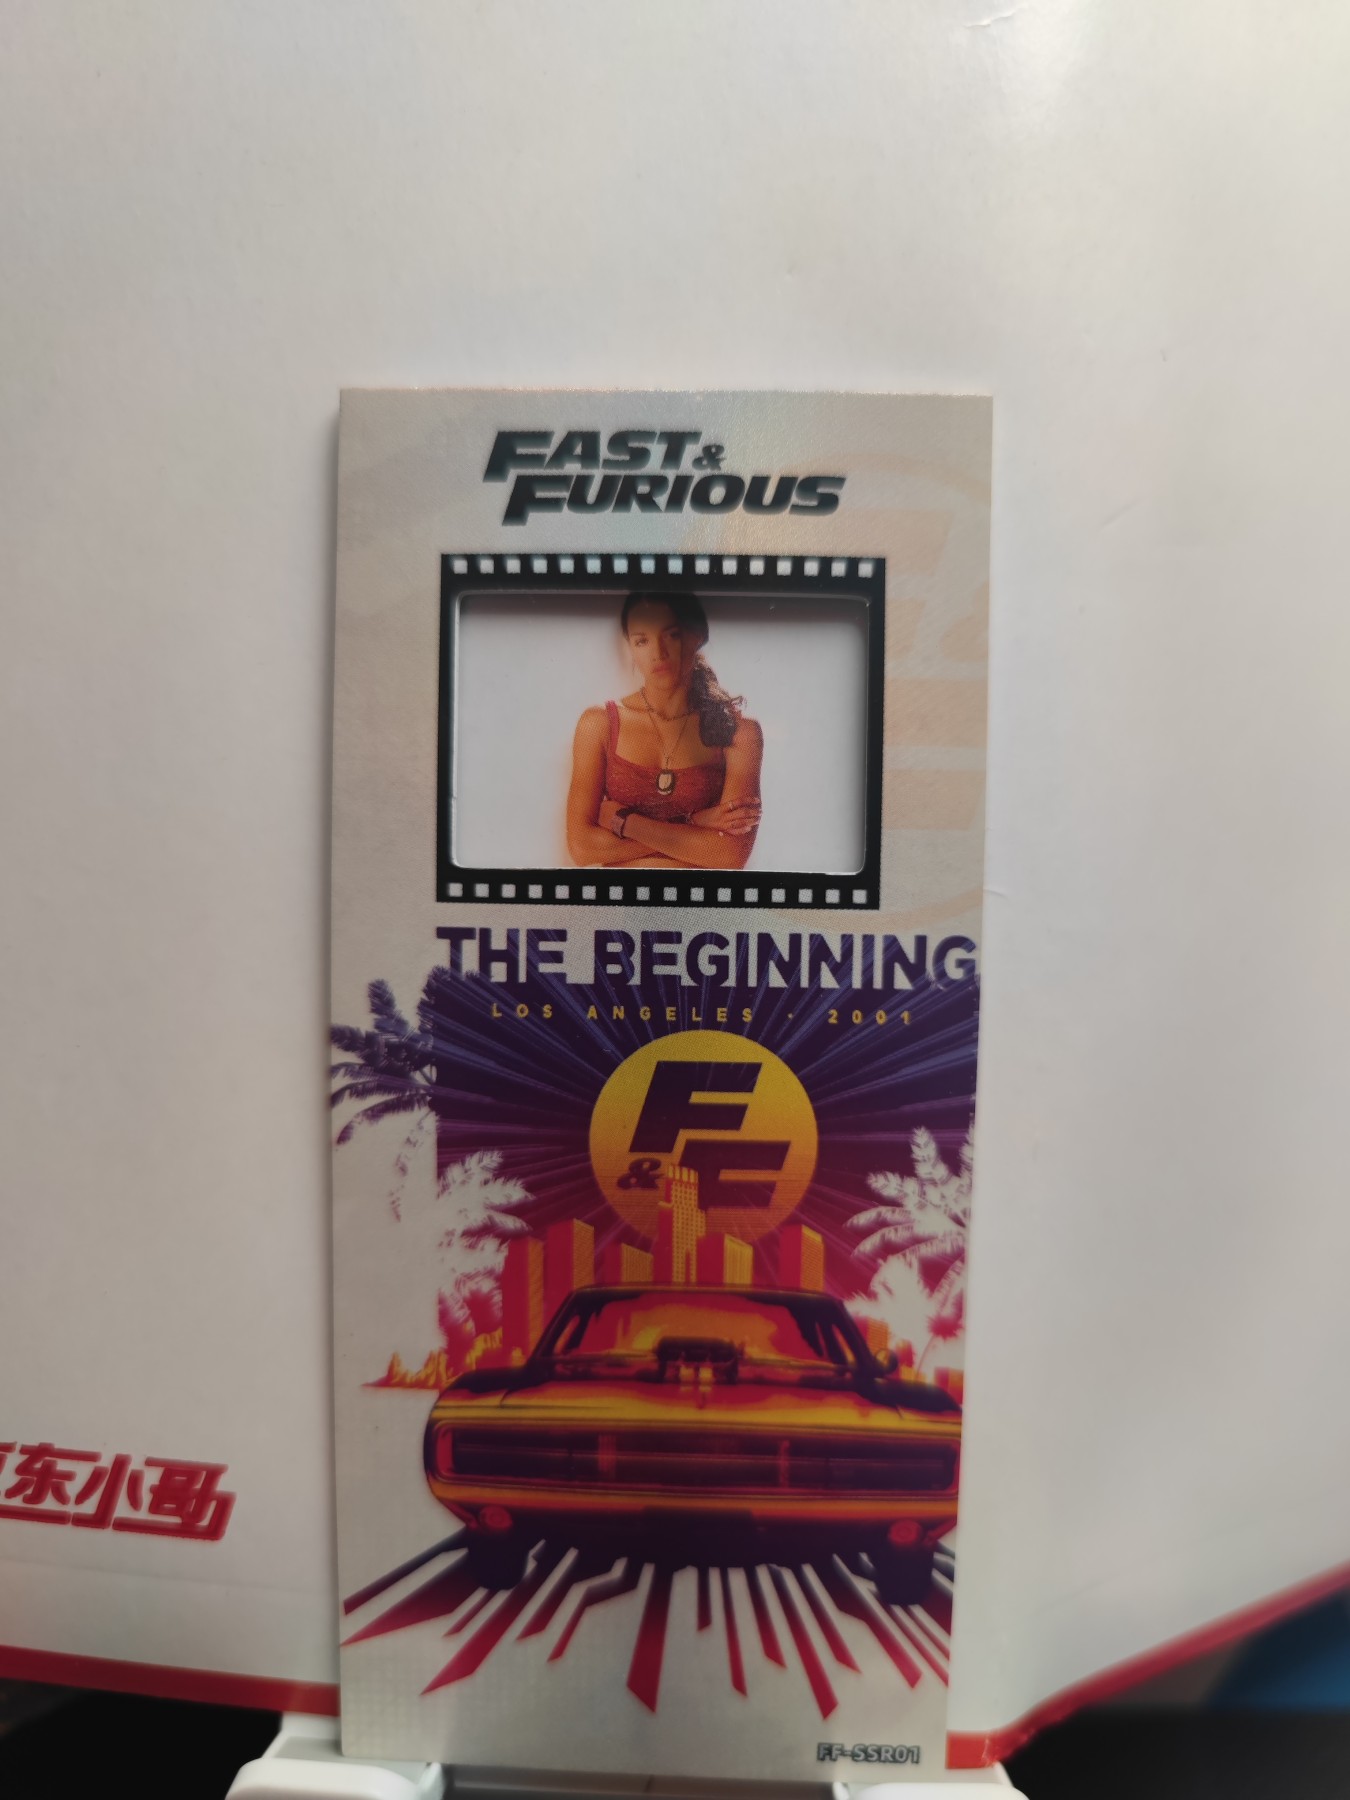 FAST &
FURIOUS
THE BEGINNING
LOS ANGELES · 2001
F
& F
东小哥
FF-SSR01